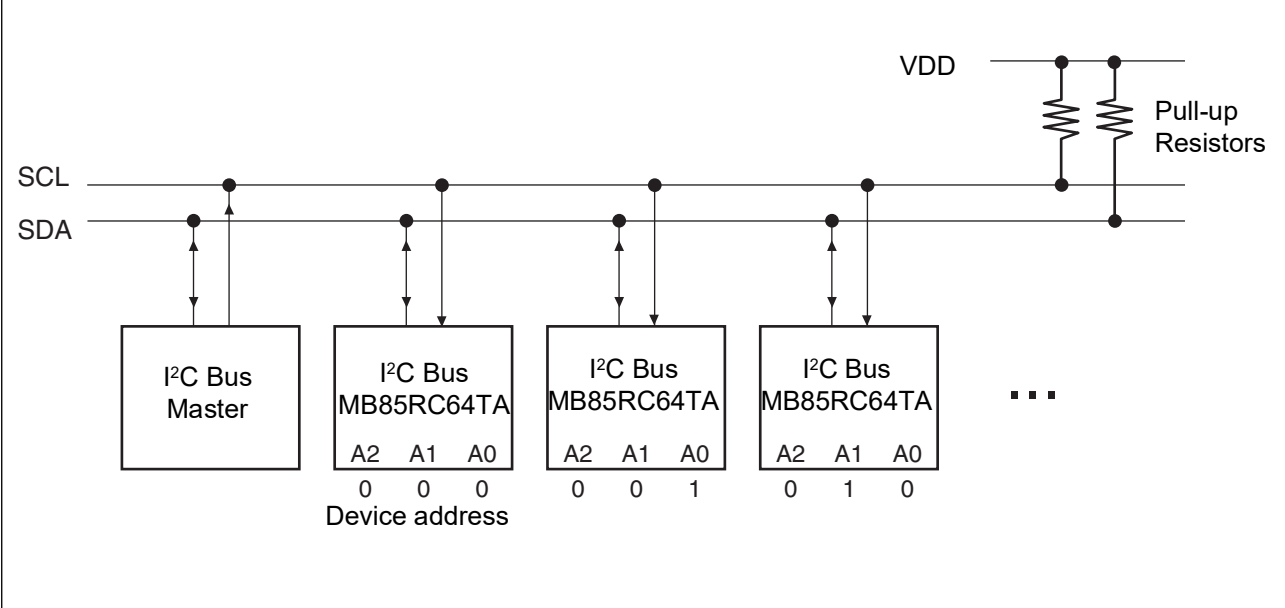 VDD
Pull-up
Resistors
SCL
SDA
I²C Bus
Master
I²C Bus
MB85RC64TA
A2 A1 A0
0 0 0
Device address
I²C Bus
MB85RC64TA
A2 A1 A0
0 0 1
I²C Bus
MB85RC64TA
A2 A1 A0
0 1 0
...